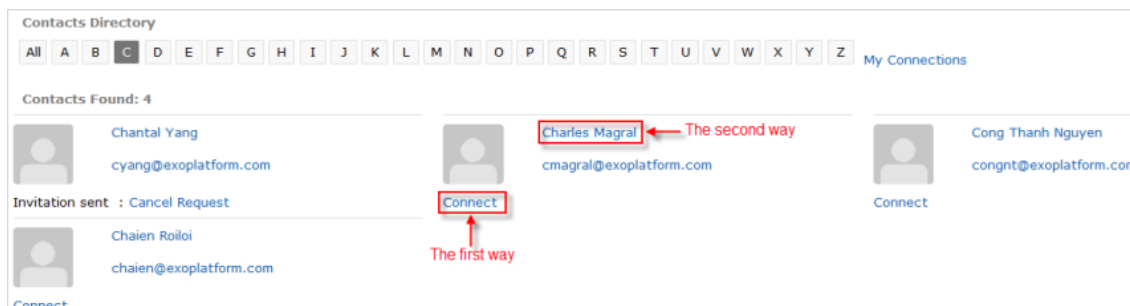 Contacts Directory
All A B C D E F G H I J K L M N O P Q R S T U V W X Y Z My Connections
Contacts Found: 4
Chantal Yang
cyang@exoplatform.com
Invitation sent : Cancel Request
Charles Magral
The second way
cmagral@exoplatform.com
Connect
The first way
Cong Thanh Nguyen
congnt@exoplatform.com
Connect
Chaien Roiloi
chaien@exoplatform.com
Connect